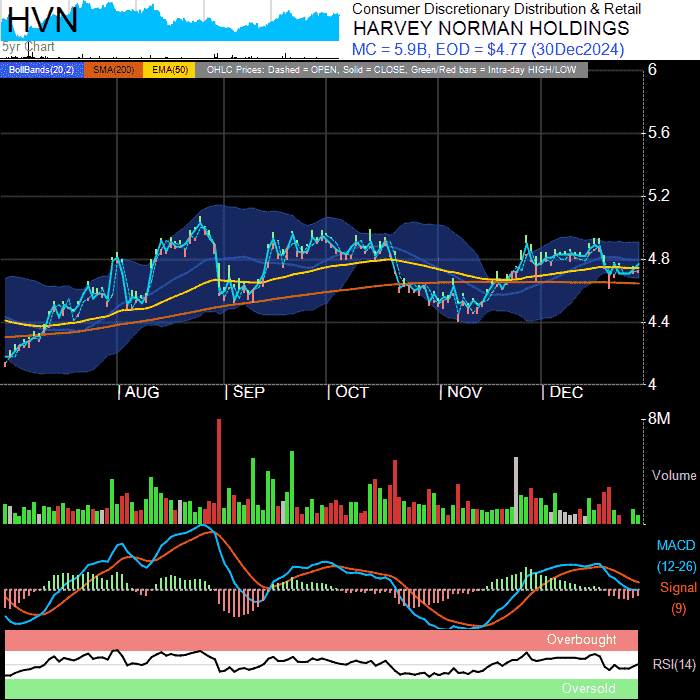 HVN
5yr Chart
Consumer Discretionary Distribution & Retail
HARVEY NORMAN HOLDINGS
MC = 5.9B, EOD = $4.77 (30Dec2024)
BollBands(20,2) SMA(200) EMA(50) OHLC Prices: Dashed = OPEN, Solid = CLOSE, Green/Red bars = Intra-day HIGH/LOW
6
5.6
5.2
4.8
4.4
4
AUG SEP OCT NOV DEC
8M
Volume
MACD
(12-26)
Signal
(9)
Overbought
RSI(14)
Oversold